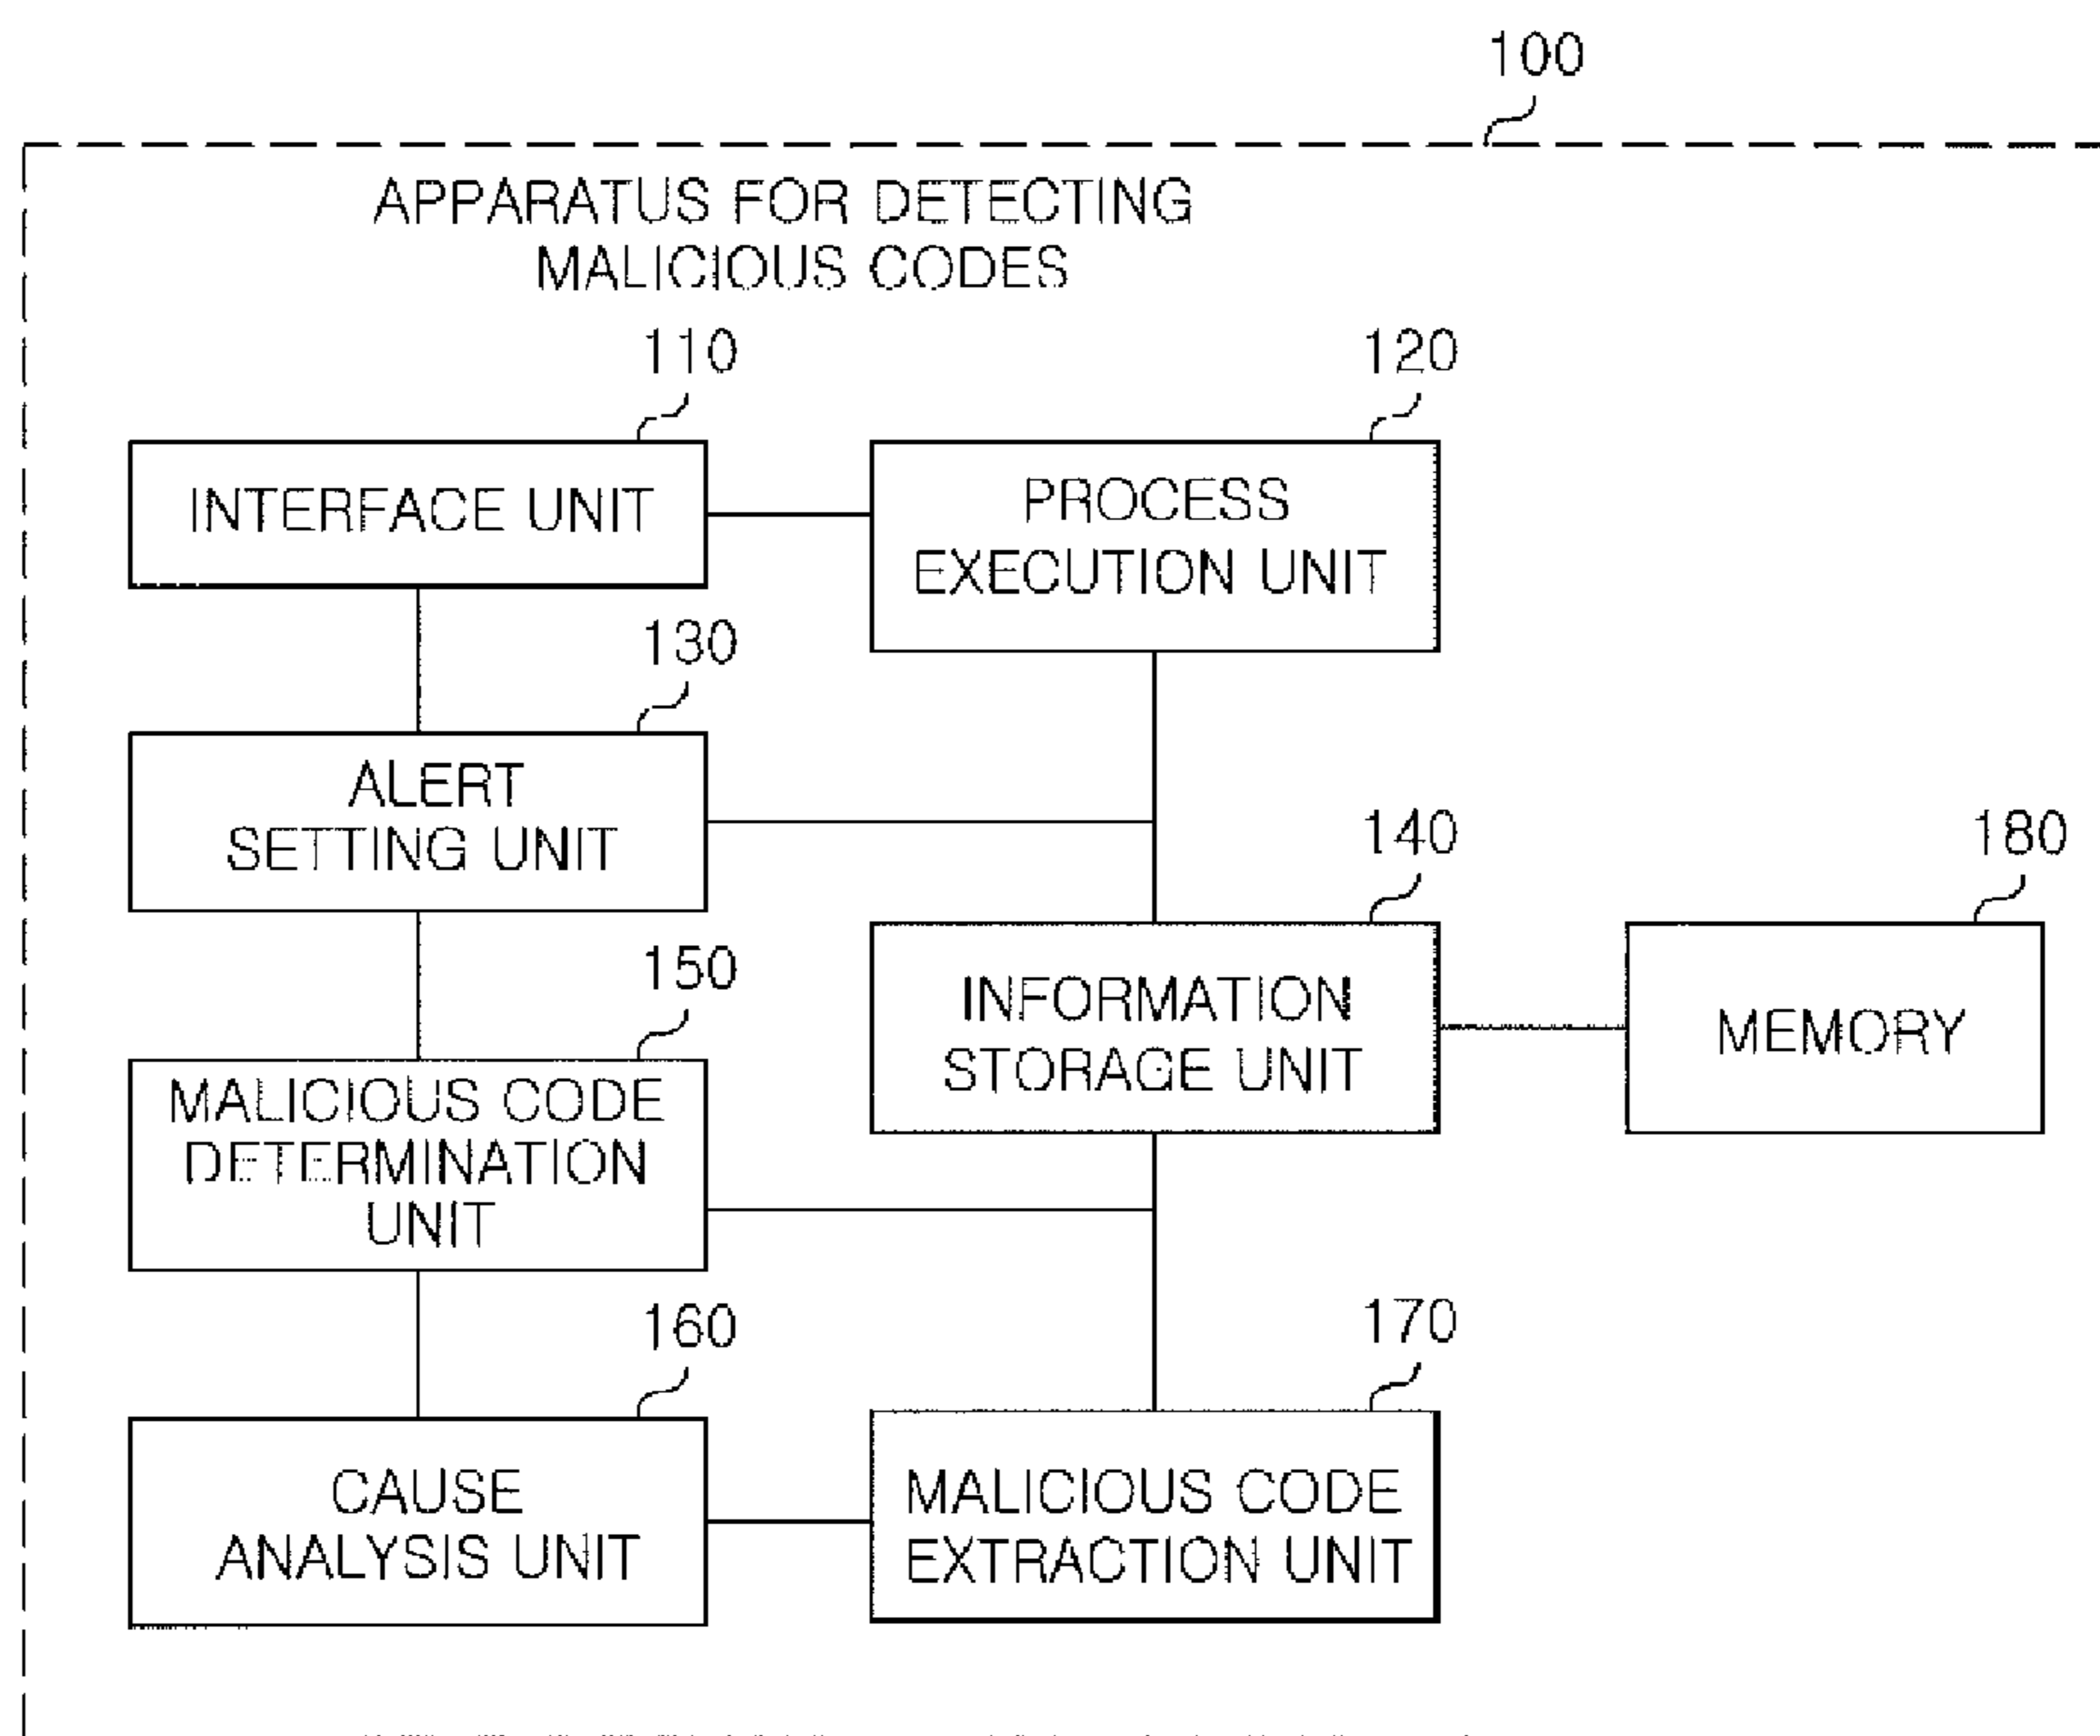 100
APPARATUS FOR DETECTING
MALICIOUS CODES
110
120
INTERFACE UNIT
PROCESS
EXECUTION UNIT
130
ALERT
SETTING UNIT
140
180
INFORMATION
STORAGE UNIT
MEMORY
150
MALICIOUS CODE
DETERMINATION
UNIT
160
170
CAUSE
ANALYSIS UNIT
MALICIOUS CODE
EXTRACTION UNIT